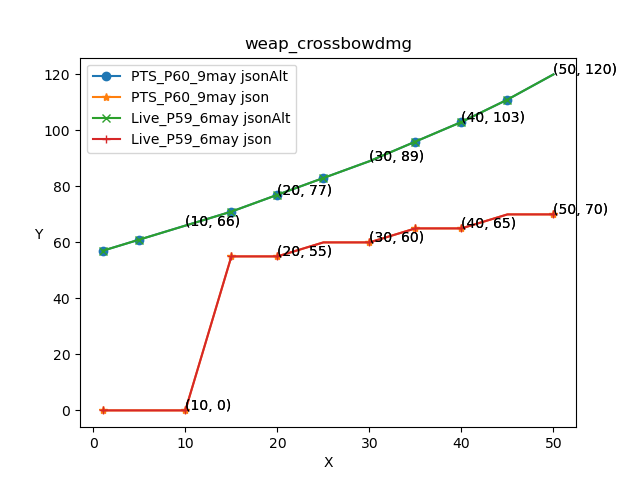 weap_crossbowdmg
PTS_P60_9may jsonAlt
PTS_P60_9may json
Live_P59_6may jsonAlt
Live_P59_6may json
(50, 120)
(40, 103)
(30, 89)
(20, 77)
(10, 66)
(50, 70)
(40, 65)
(30, 60)
(20, 55)
(10, 0)
120
100
80
60
40
20
0
Y
0 10 20 30 40 50
X